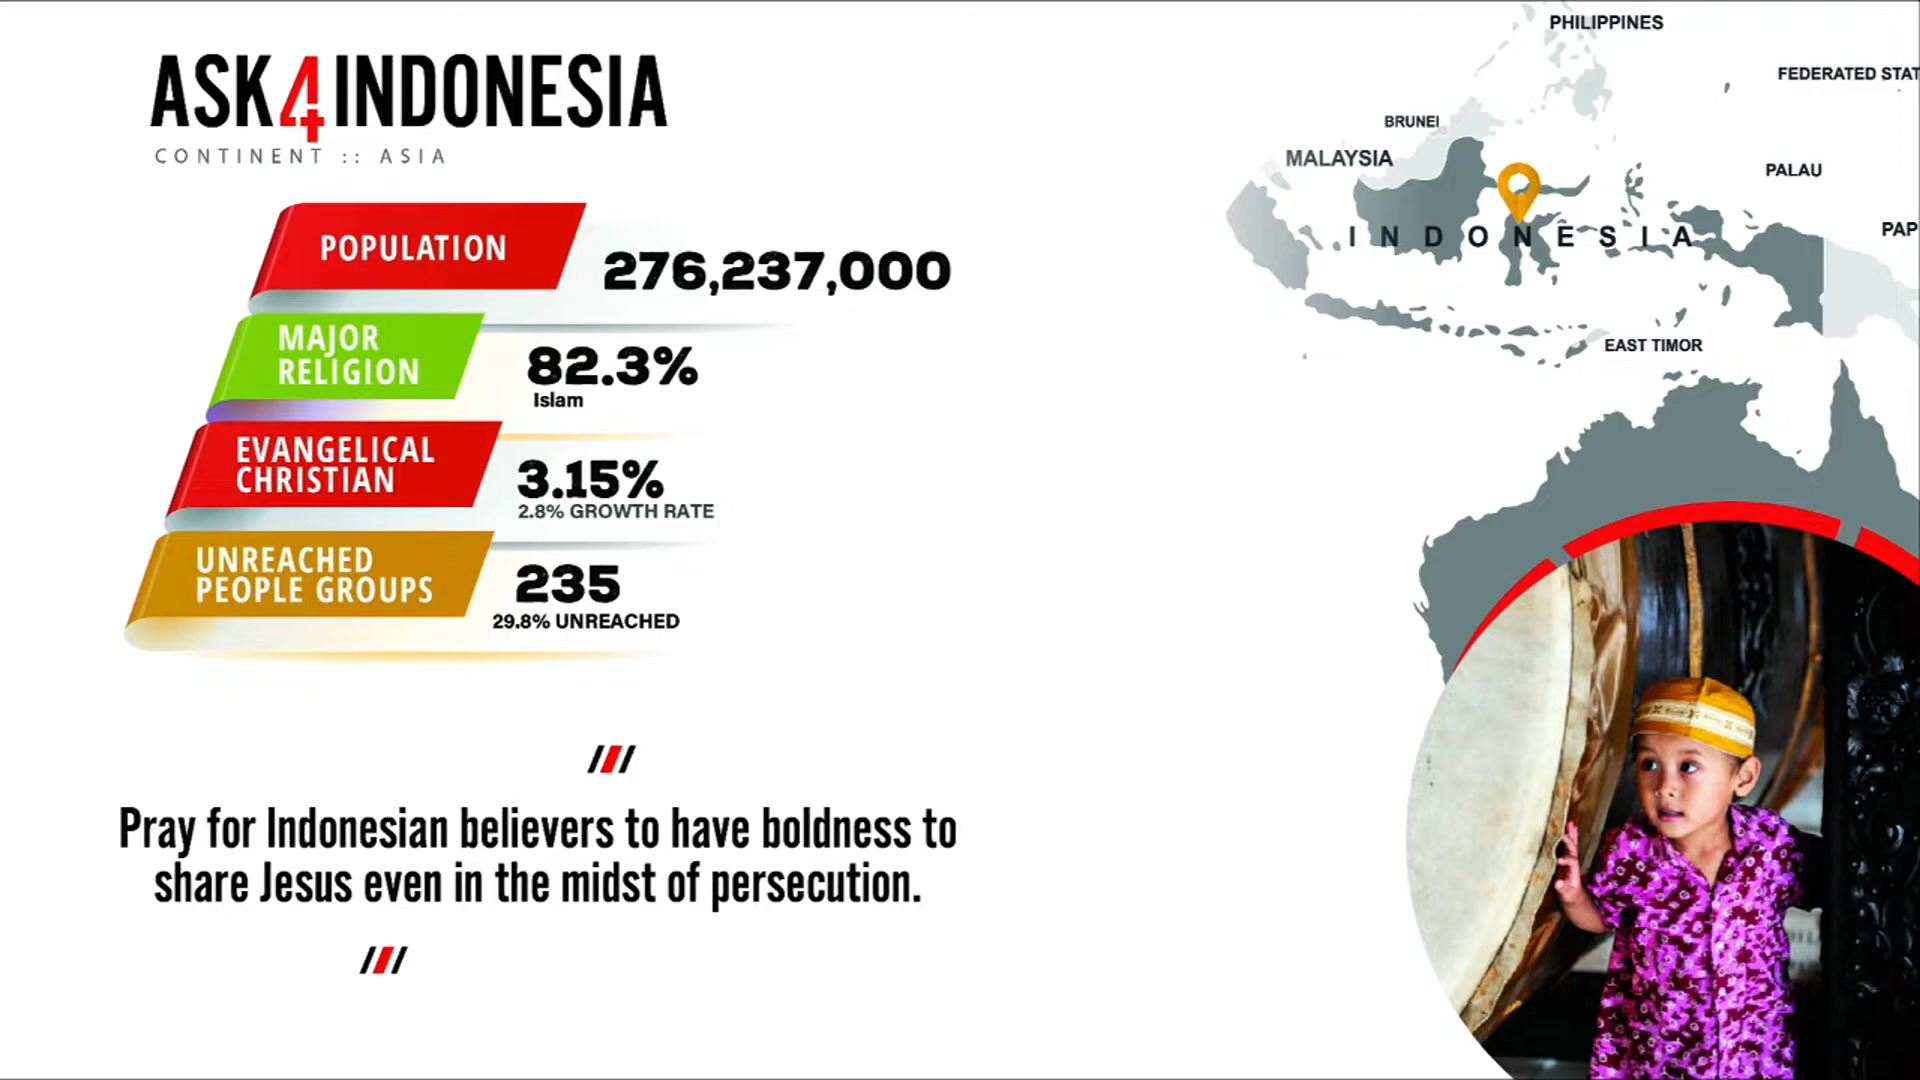 ASK4INDONESIA
CONTINENT :: ASIA
POPULATION
276,237,000
MAJOR
RELIGION
82.3%
Islam
EVANGELICAL
CHRISTIAN
3.15%
2.8% GROWTH RATE
UNREACHED
PEOPLE GROUPS
235
29.8% UNREACHED
Pray for Indonesian believers to have boldness to
share Jesus even in the midst of persecution.
PHILIPPINES
FEDERATED STAT
BRUNEI
MALAYSIA
PALAU
INDONESIA
PAP
EAST TIMOR